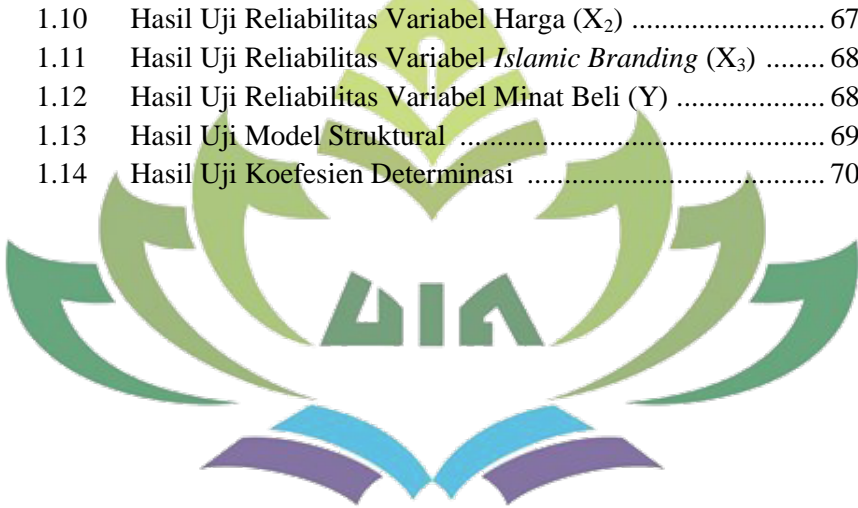 1.10 Hasil Uji Reliabilitas Variabel Harga (X₂) ........................ 67
1.11 Hasil Uji Reliabilitas Variabel Islamic Branding (X₃) ........ 68
1.12 Hasil Uji Reliabilitas Variabel Minat Beli (Y) .................. 68
1.13 Hasil Uji Model Struktural ............................................ 69
1.14 Hasil Uji Koefesien Determinasi .................................... 70
UIN